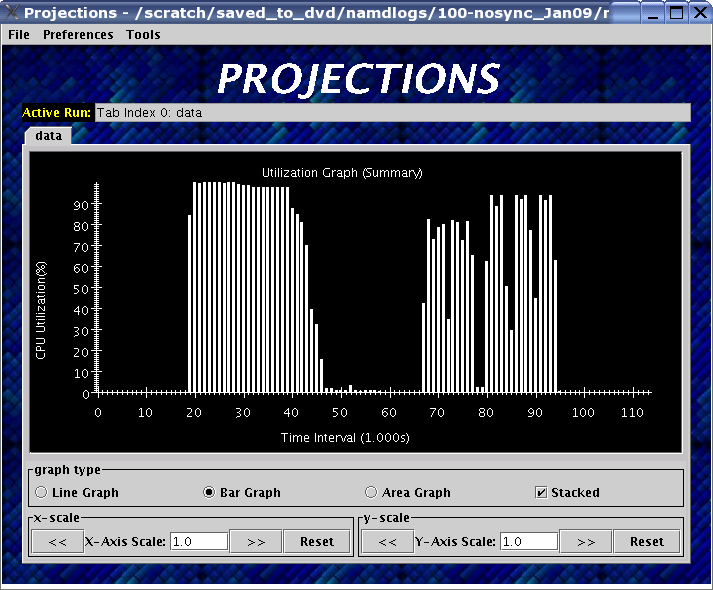 Projections - /scratch/saved_to_dvd/namdlogs/100-nosync_Jan09/
File Preferences Tools
PROJECTIONS
Active Run: Tab Index 0: data
data
Utilization Graph (Summary)
CPU Utilization(%)
90
80
70
60
50
40
30
20
10
0
0 10 20 30 40 50 60 70 80 90 100 110
Time Interval (1.000s)
graph type
Line Graph Bar Graph Area Graph Stacked
x-scale y-scale
<< X-Axis Scale: 1.0 >> Reset << Y-Axis Scale: 1.0 >> Reset